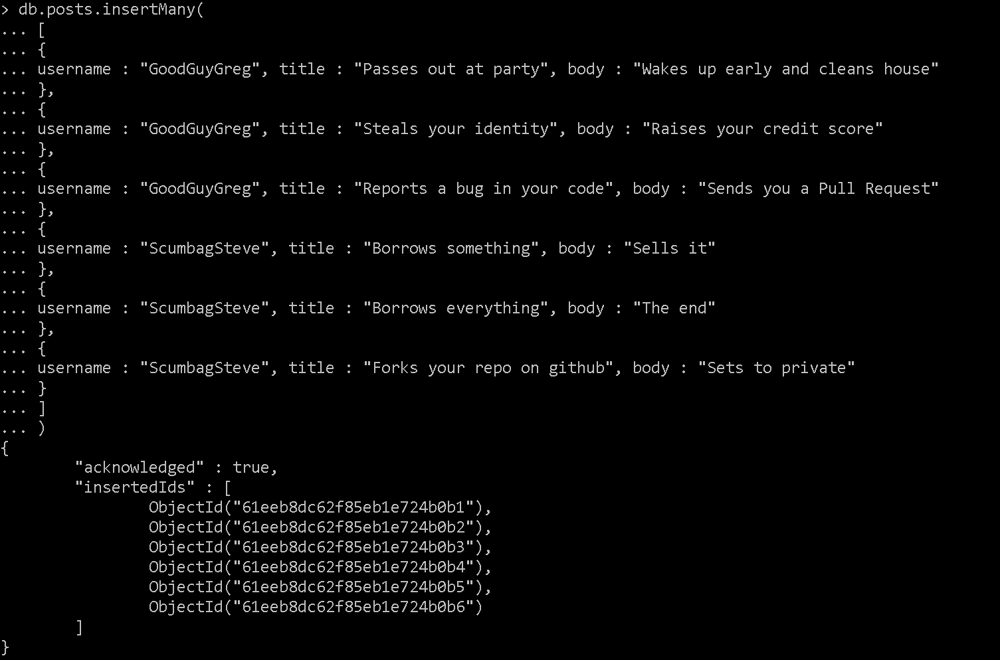 > db.posts.insertMany(
... [
... {
... username : "GoodGuyGreg", title : "Passes out at party", body : "Wakes up early and cleans house"
... },
... {
... username : "GoodGuyGreg", title : "Steals your identity", body : "Raises your credit score"
... },
... {
... username : "GoodGuyGreg", title : "Reports a bug in your code", body : "Sends you a Pull Request"
... },
... {
... username : "ScumbagSteve", title : "Borrows something", body : "Sells it"
... },
... {
... username : "ScumbagSteve", title : "Borrows everything", body : "The end"
... },
... {
... username : "ScumbagSteve", title : "Forks your repo on github", body : "Sets to private"
... }
... ]
... )
{
        "acknowledged" : true,
        "insertedIds" : [
                ObjectId("61eeb8dc62f85eb1e724b0b1"),
                ObjectId("61eeb8dc62f85eb1e724b0b2"),
                ObjectId("61eeb8dc62f85eb1e724b0b3"),
                ObjectId("61eeb8dc62f85eb1e724b0b4"),
                ObjectId("61eeb8dc62f85eb1e724b0b5"),
                ObjectId("61eeb8dc62f85eb1e724b0b6")
        ]
}